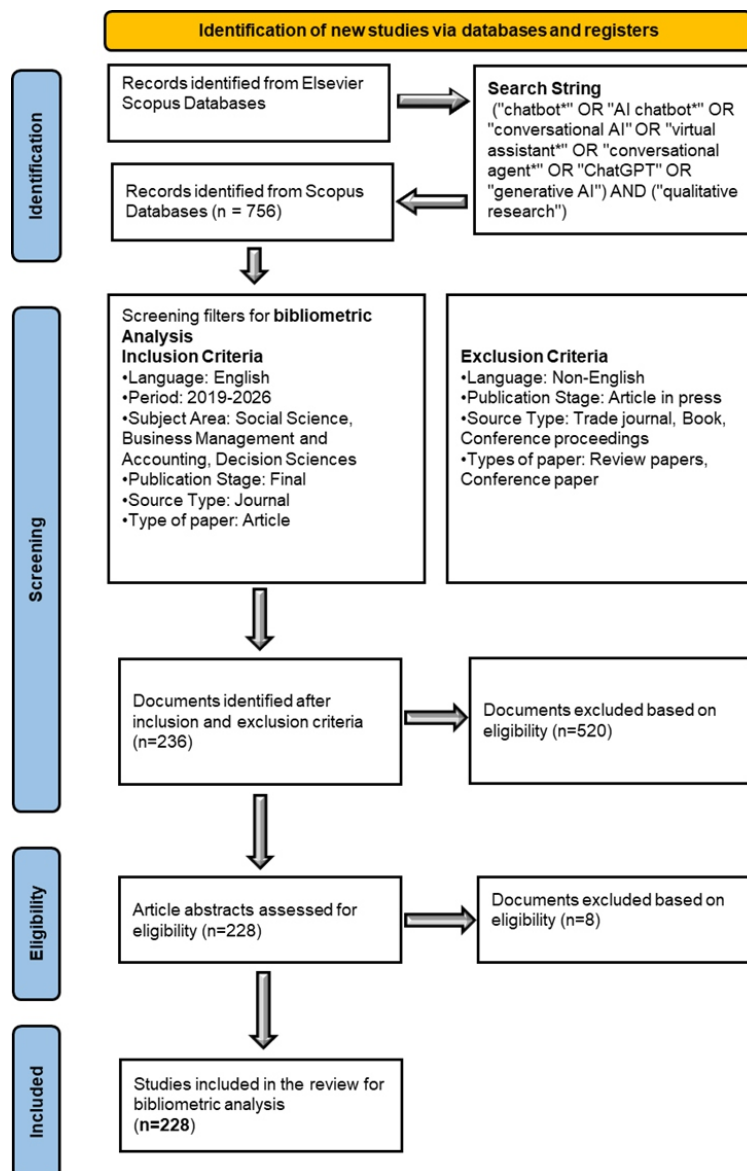 Identification of new studies via databases and registers
Identification
Records identified from Elsevier
Scopus Databases
Search String
("chatbot*" OR "AI chatbot*" OR
"conversational AI" OR "virtual
assistant*" OR "conversational
agent*" OR "ChatGPT" OR
"generative AI") AND ("qualitative
research")
Records identified from Scopus
Databases (n = 756)
Screening
Screening filters for bibliometric
Analysis
Inclusion Criteria
•Language: English
•Period: 2019-2026
•Subject Area: Social Science,
Business Management and
Accounting, Decision Sciences
•Publication Stage: Final
•Source Type: Journal
•Type of paper: Article
Exclusion Criteria
•Language: Non-English
•Publication Stage: Article in press
•Source Type: Trade journal, Book,
Conference proceedings
•Types of paper: Review papers,
Conference paper
Documents identified after
inclusion and exclusion criteria
(n=236)
Documents excluded based on
eligibility (n=520)
Eligibility
Article abstracts assessed for
eligibility (n=228)
Documents excluded based on
eligibility (n=8)
Included
Studies included in the review for
bibliometric analysis
(n=228)